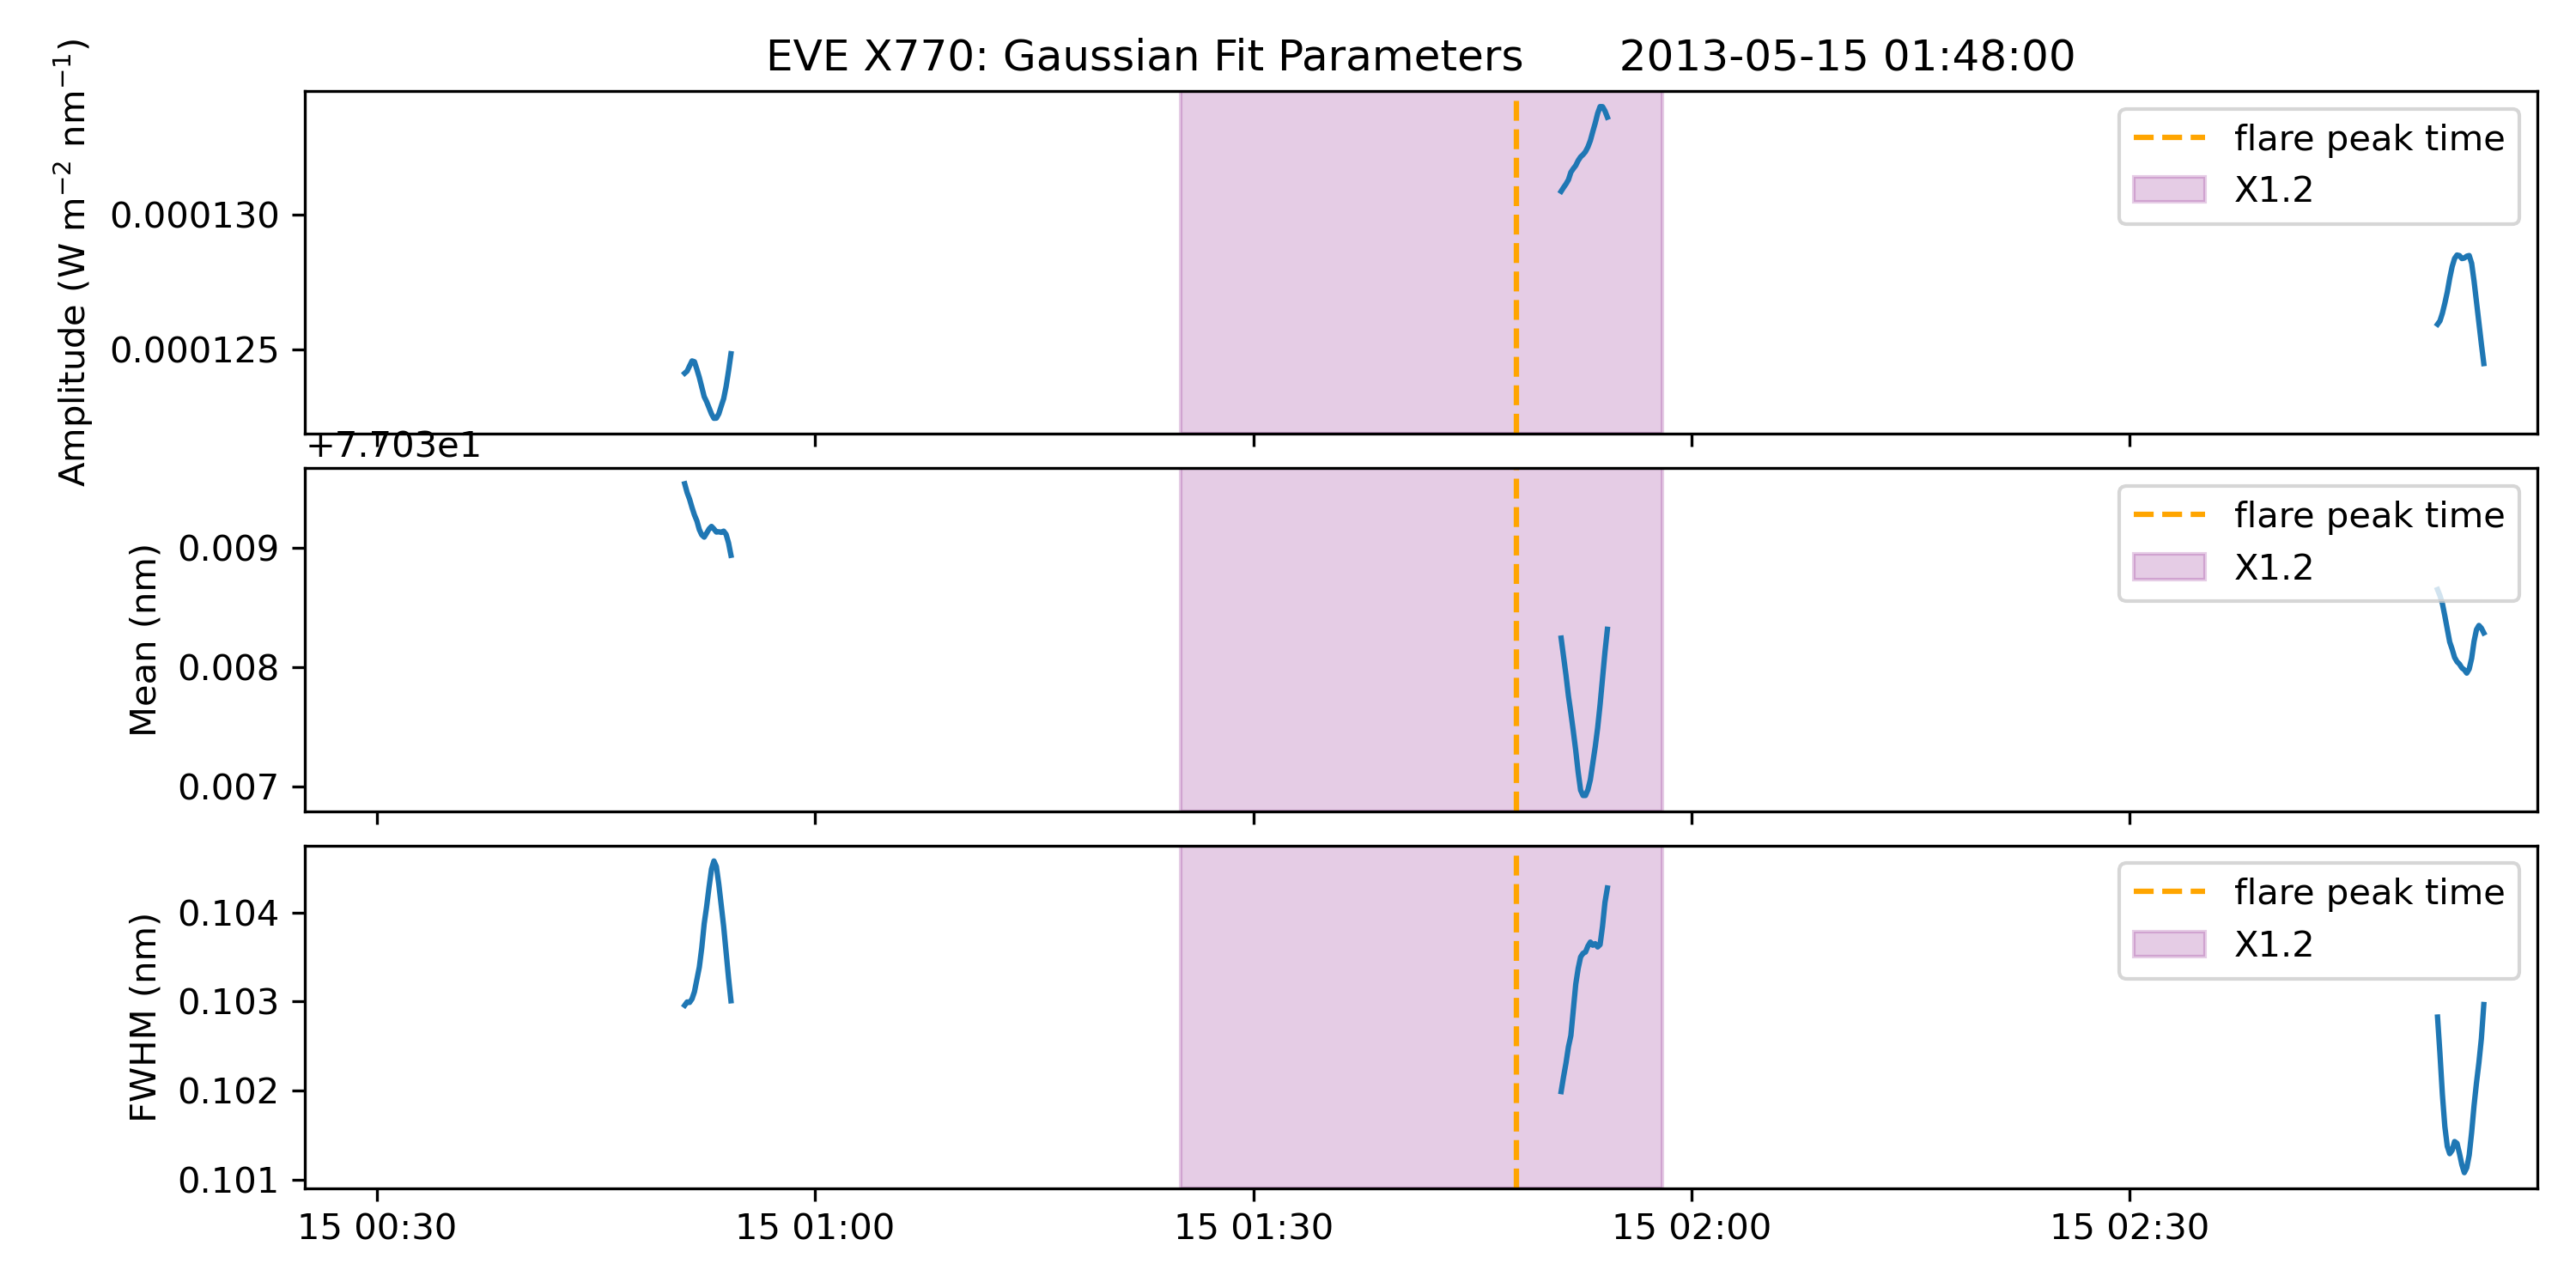 EVE X770: Gaussian Fit Parameters 2013-05-15 01:48:00
Amplitude (W m⁻² nm⁻¹)
0.000130
0.000125
flare peak time
X1.2
+7.703e1
Mean (nm)
0.009
0.008
0.007
flare peak time
X1.2
FWHM (nm)
0.104
0.103
0.102
0.101
flare peak time
X1.2
15 00:30 15 01:00 15 01:30 15 02:00 15 02:30